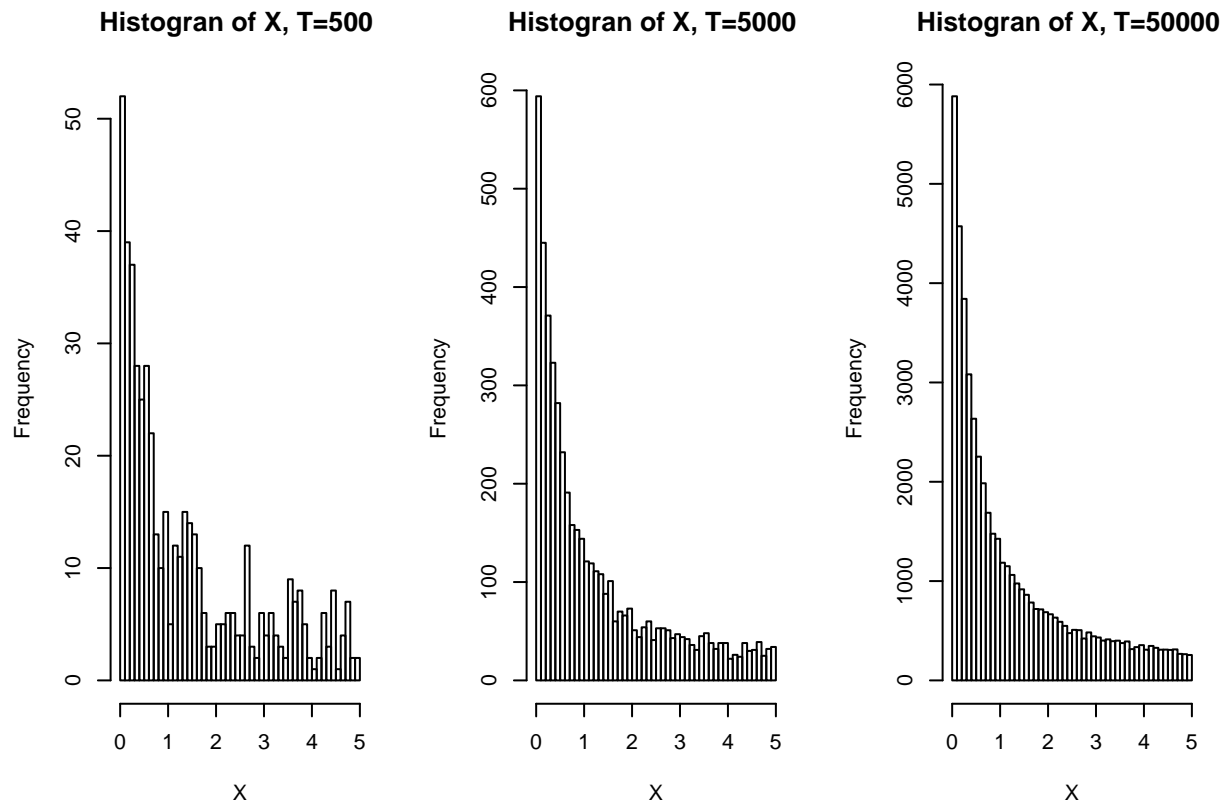 Histogran of X, T=500
Frequency
0
10
20
30
40
50
0 1 2 3 4 5
X
Histogran of X, T=5000
Frequency
0
100
200
300
400
500
600
0 1 2 3 4 5
X
Histogran of X, T=50000
Frequency
0
1000
2000
3000
4000
5000
6000
0 1 2 3 4 5
X